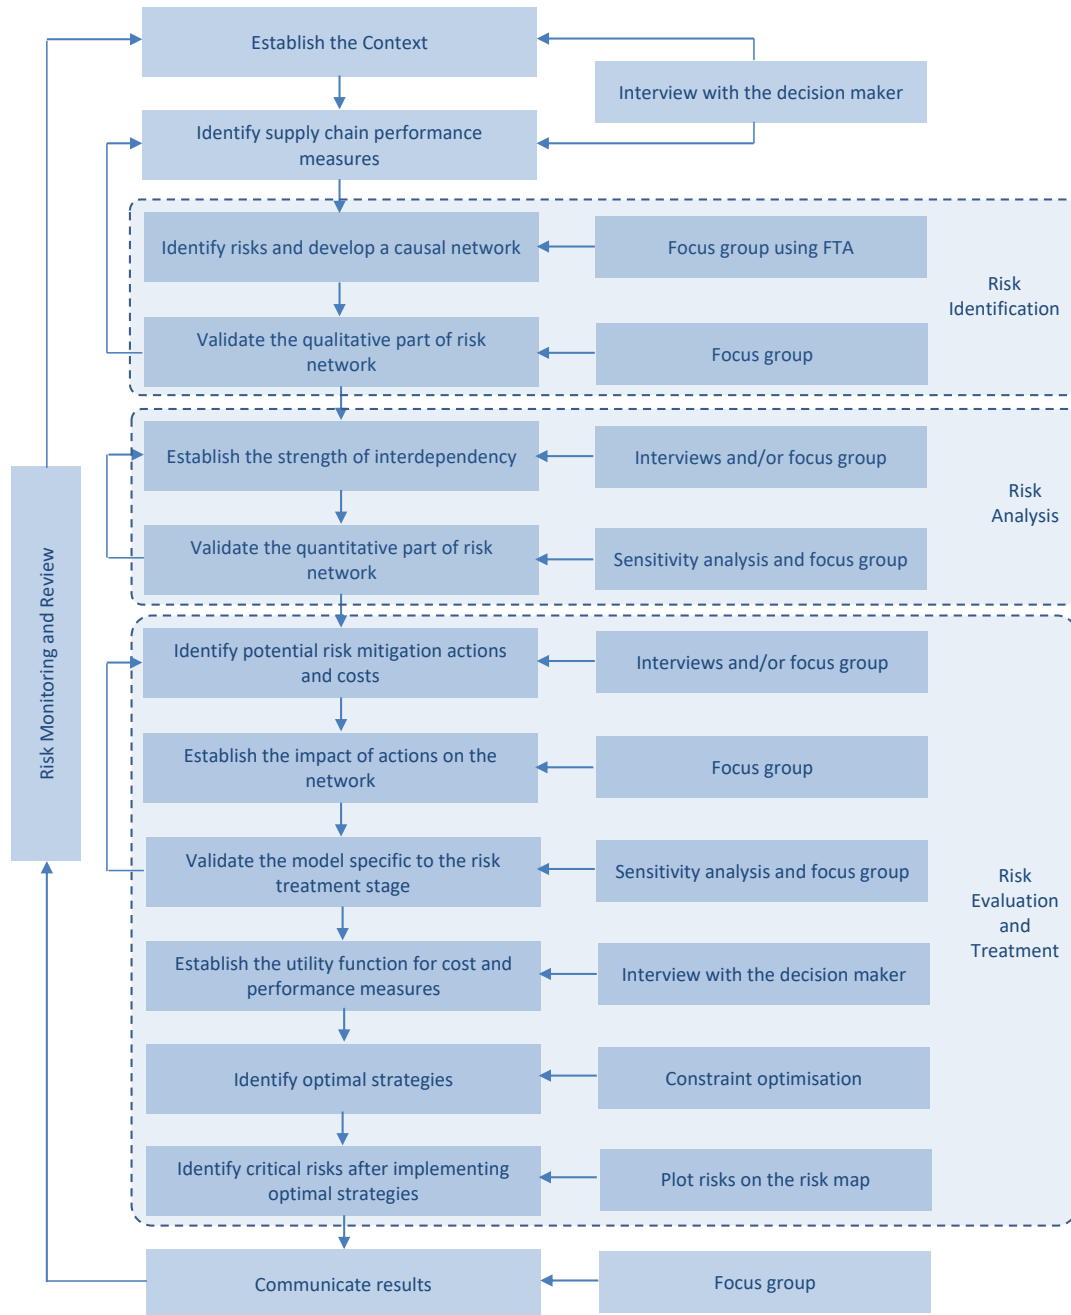 Establish the Context
Interview with the decision maker
Identify supply chain performance
measures
Identify risks and develop a causal network
Focus group using FTA
Risk
Identification
Validate the qualitative part of risk
network
Focus group
Establish the strength of interdependency
Interviews and/or focus group
Risk
Analysis
Validate the quantitative part of risk
network
Sensitivity analysis and focus group
Risk Monitoring and Review
Identify potential risk mitigation actions
and costs
Interviews and/or focus group
Establish the impact of actions on the
network
Focus group
Validate the model specific to the risk
treatment stage
Sensitivity analysis and focus group
Risk
Evaluation
and
Treatment
Establish the utility function for cost and
performance measures
Interview with the decision maker
Identify optimal strategies
Constraint optimisation
Identify critical risks after implementing
optimal strategies
Plot risks on the risk map
Communicate results
Focus group